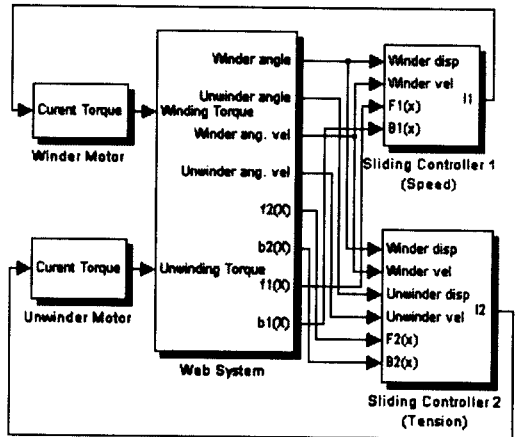 Curent Torque
Winder Motor
Curent Torque
Unwinder Motor
Winding Torque
Unwinding Torque
Winder angle
Unwinder angle
Winder ang. vel
Unwinder ang. vel
f2(X)
b2(X)
f1(X)
b1(X)
Web System
Winder disp
Winder vel
F1(x)
B1(x)
I1
Sliding Controller 1
(Speed)
Winder disp
Winder vel
Unwinder disp
Unwinder vel
F2(x)
B2(x)
I2
Sliding Controller 2
(Tension)